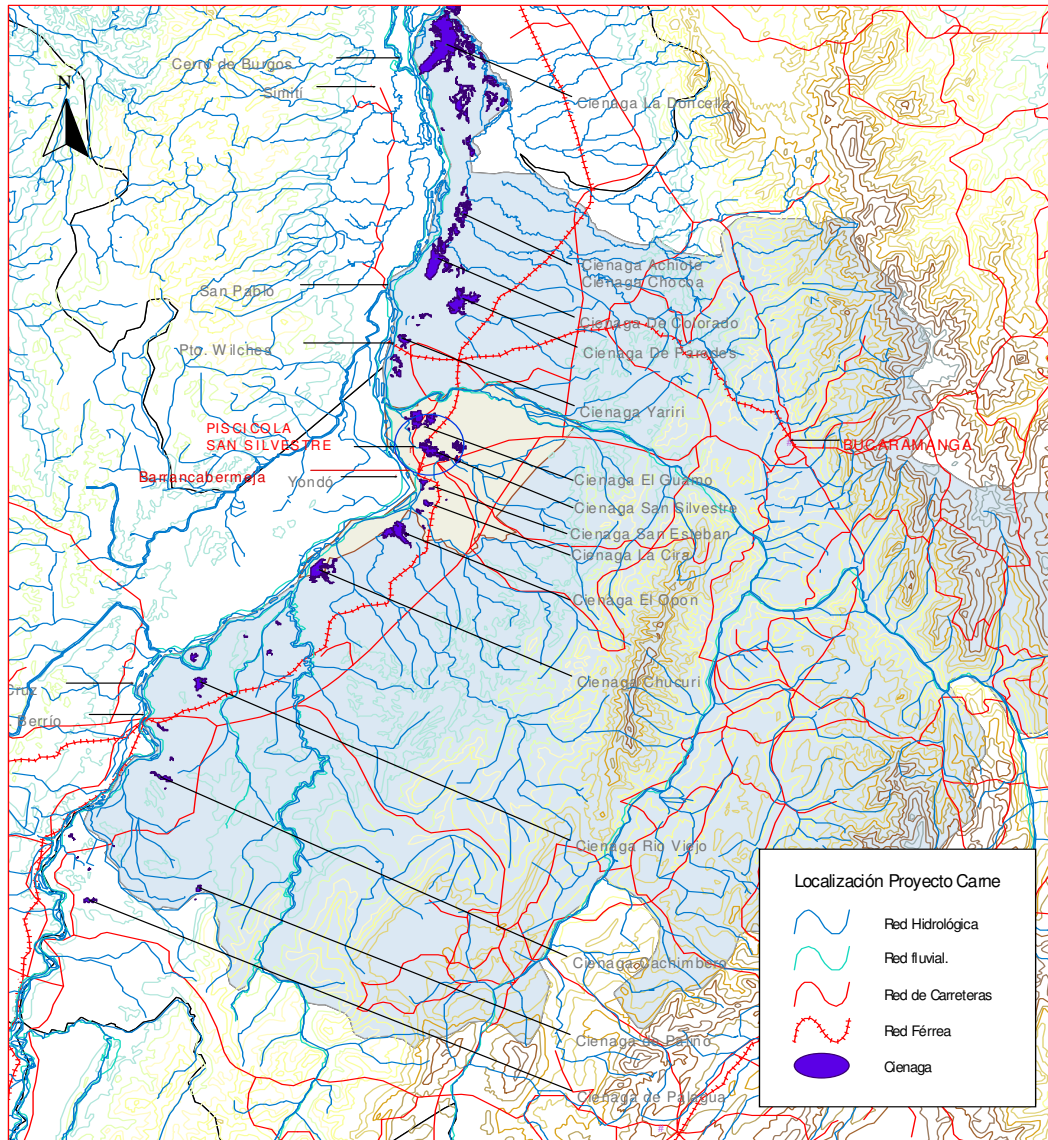 Cerro de Burgos
Simití
N
Cienaga La Doncella
Cienaga Achiote
Cienaga Chocoa
San Pablo
Cienaga De Colorado
Pto. Wilches
Cienaga De Paredes
Cienaga Yariri
PISCICOLA
SAN SILVESTRE
BUCARAMANGA
Barrancabermeja
Yondó
Cienaga El Guamo
Cienaga San Silvestre
Cienaga San Esteban
Cienaga La Cira
Cienaga El Opon
Cienaga Chucuri
Cruz
Berrío
Cienaga Rio Viejo
Cienaga Cachimbero
Cienaga de Patiño
Cienaga de Palagua
Localización Proyecto Carne
Red Hidrológica
Red fluvial.
Red de Carreteras
Red Férrea
Cienaga